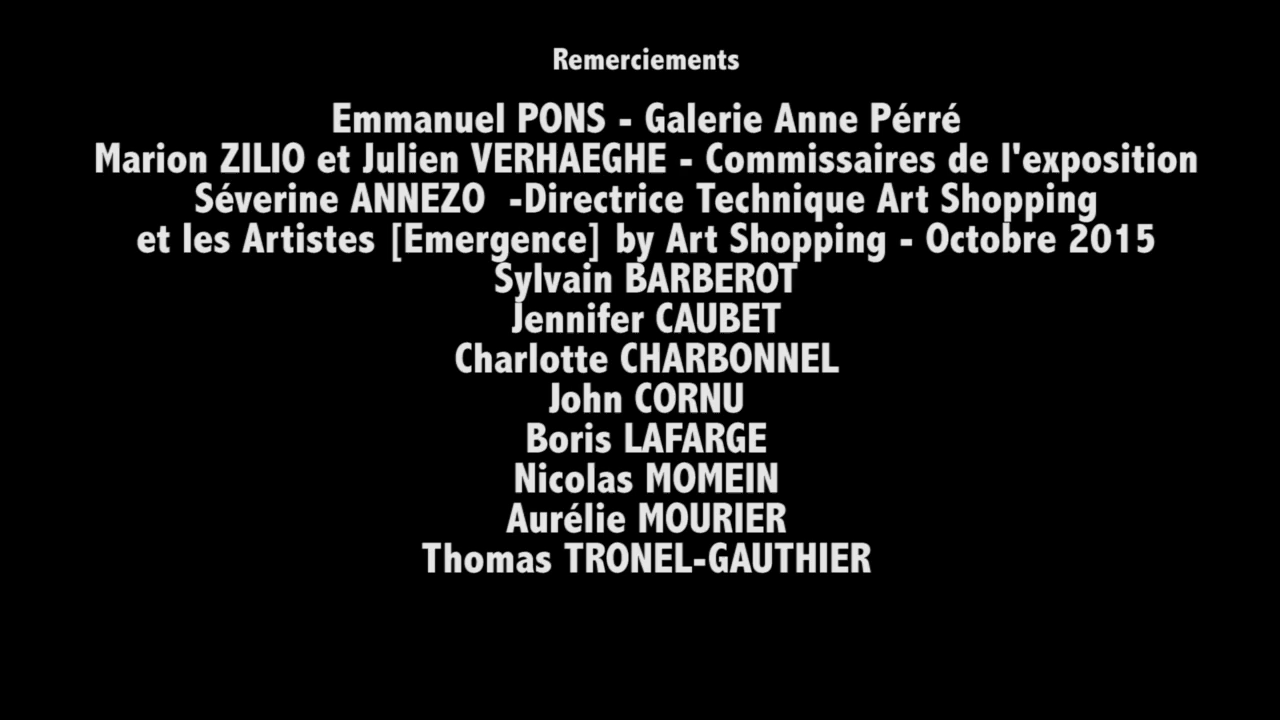 Remerciements
Emmanuel PONS - Galerie Anne Pérré
Marion ZILIO et Julien VERHAEGHE - Commissaires de l'exposition
Séverine ANNEZO  -Directrice Technique Art Shopping
et les Artistes [Emergence] by Art Shopping - Octobre 2015
Sylvain BARBEROT
Jennifer CAUBET
Charlotte CHARBONNEL
John CORNU
Boris LAFARGE
Nicolas MOMEIN
Aurélie MOURIER
Thomas TRONEL-GAUTHIER